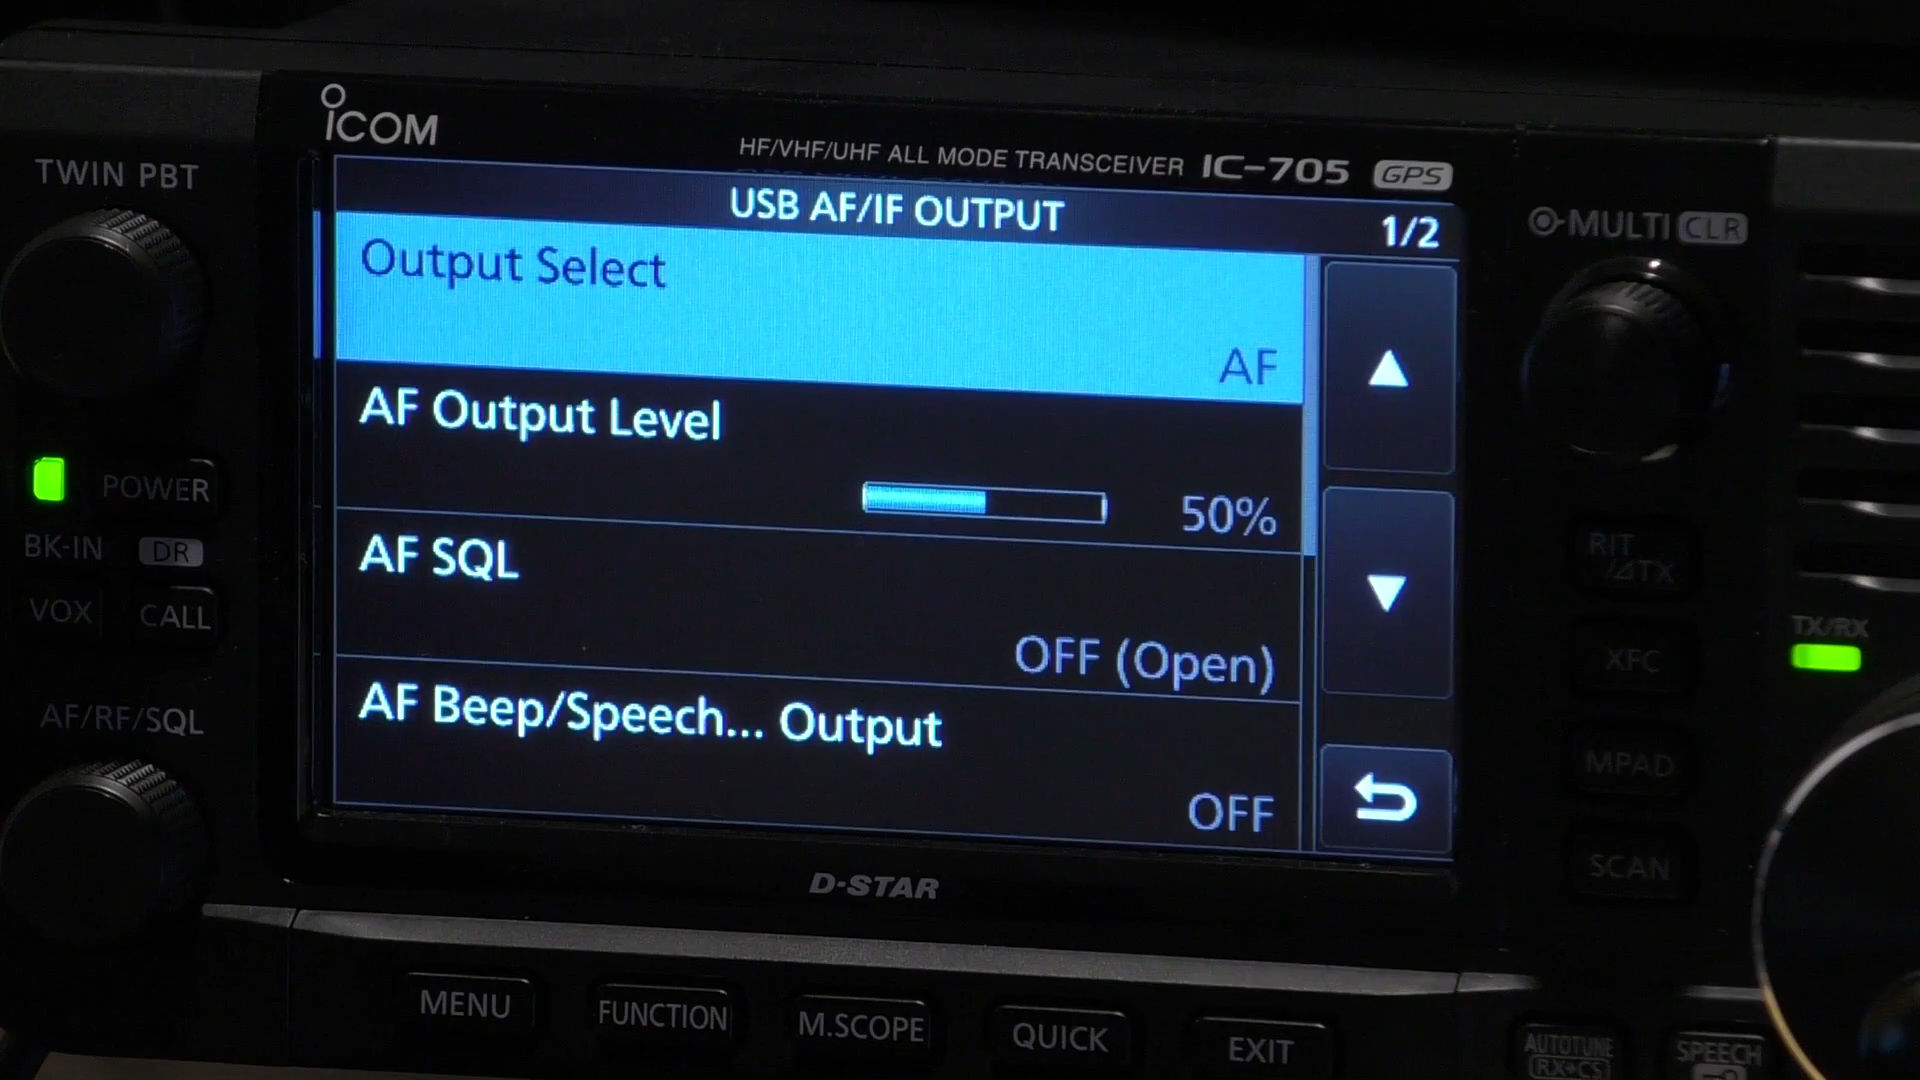 ICOM
HF/VHF/UHF ALL MODE TRANSCEIVER IC-705 GPS
TWIN PBT
USB AF/IF OUTPUT 1/2
MULTI CLR
Output Select
AF
AF Output Level
50%
POWER
BK-IN DR
VOX CALL
AF SQL
OFF (Open)
RIT
/⊿TX
TX/RX
XFC
AF/RF/SQL
AF Beep/Speech... Output
OFF
MPAD
SCAN
D-STAR
MENU FUNCTION M.SCOPE QUICK EXIT
AUTOTUNE
RX→CS
SPEECH